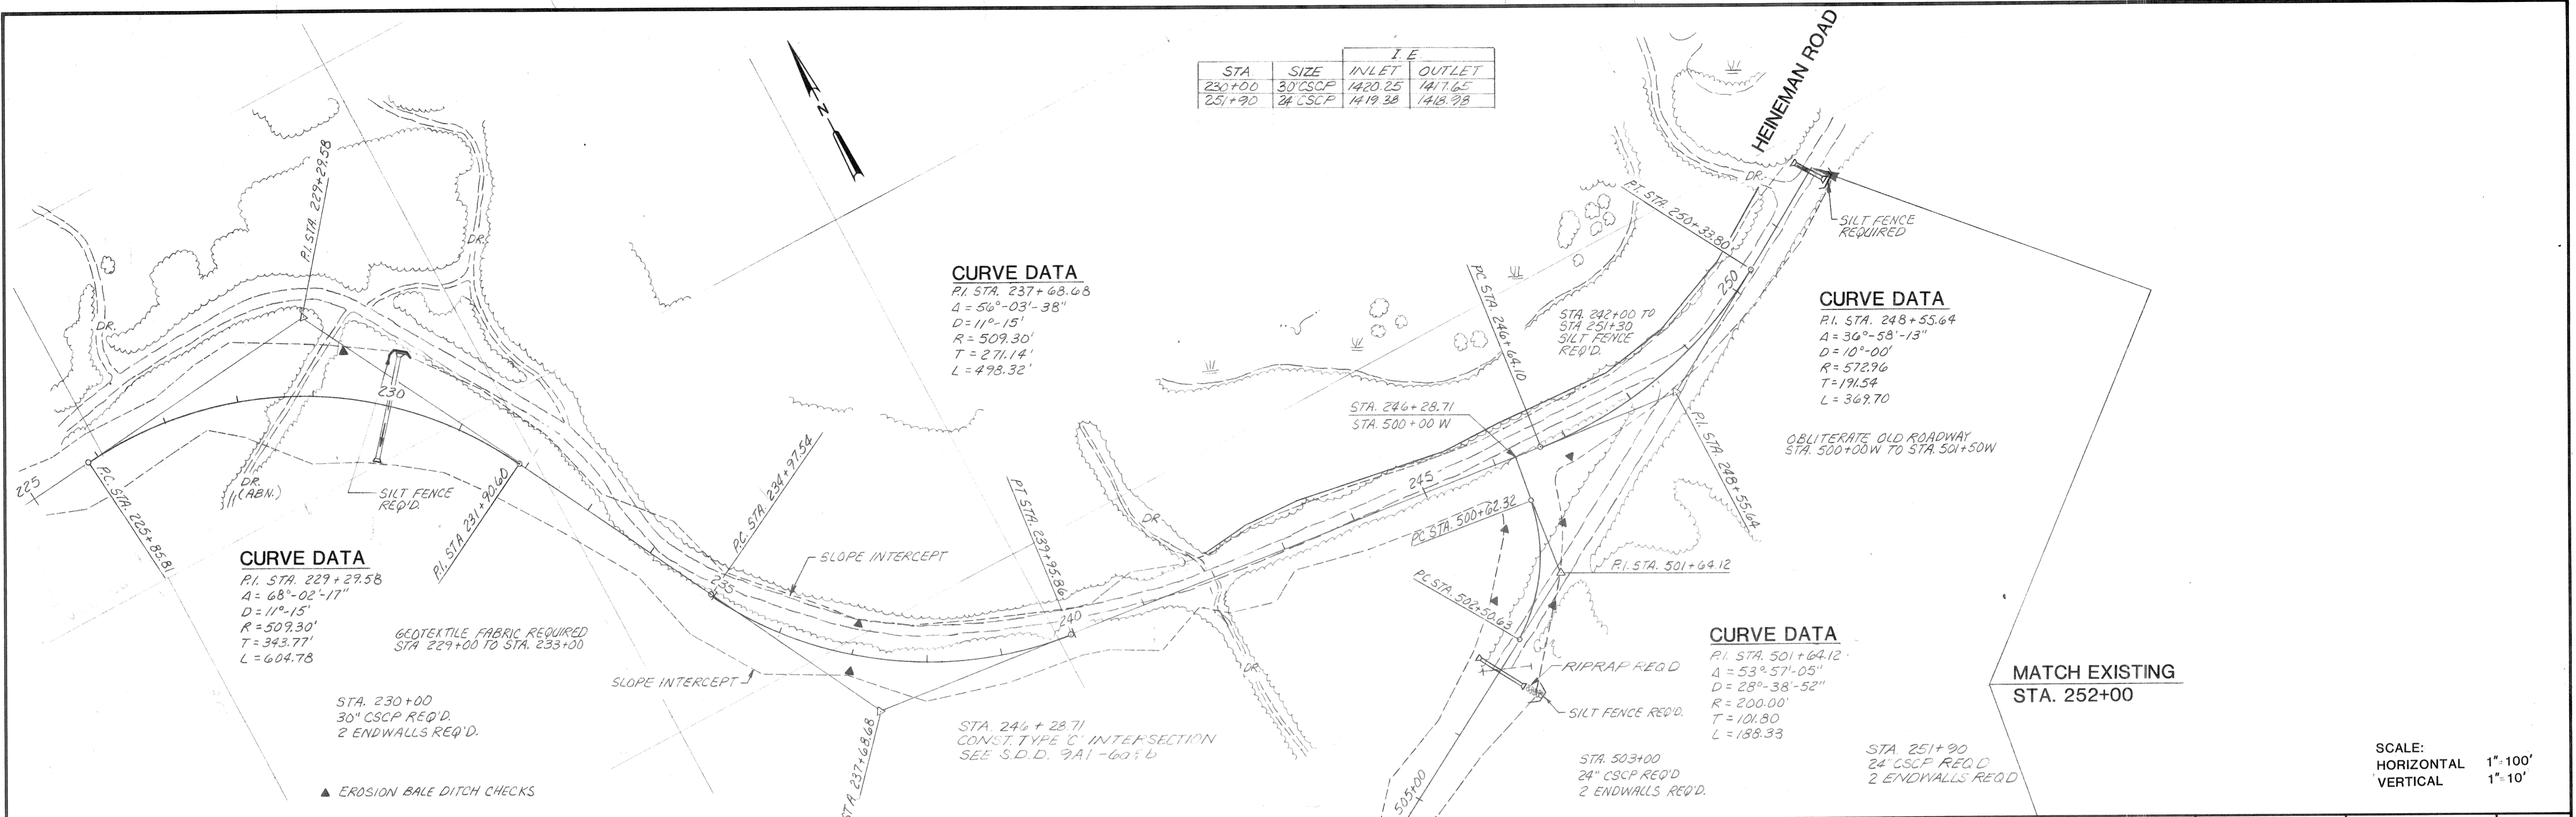 I.E.
STA SIZE INLET OUTLET
230+00 30"CSCP 1420.25 1417.65
251+90 24"CSCP 1419.38 1418.98
HEINEMAN ROAD
N
P.I. STA. 229+29.58
DR.
DR.
DR.
P.I. STA. 250+33.80
SILT FENCE
REQUIRED
CURVE DATA
P.I. STA. 237+68.68
Δ = 56°-03'-38"
D = 11°-15'
R = 509.30'
T = 271.14'
L = 498.32'
PC STA. 246+64.10
STA. 242+00 TO
STA 251+30
SILT FENCE
REQ'D.
250
CURVE DATA
P.I. STA. 248+55.64
Δ = 36°-58'-13"
D = 10°-00'
R = 572.96
T = 191.54
L = 369.70
230
STA. 246+28.71
STA. 500+00 W
OBLITERATE OLD ROADWAY
STA. 500+00W TO STA. 501+50W
P.I. STA. 248+55.64
225
P.C. STA. 225+85.81
DR.
(ABN.)
SILT FENCE
REQ'D.
P.I. STA 231+90.60
P.C. STA. 234+97.54
PT STA. 239+95.86
245
DR
PC STA. 500+62.32
CURVE DATA
P.I. STA. 229+29.58
Δ = 68°-02'-17"
D = 11°-15'
R = 509.30'
T = 343.77'
L = 604.78
GEOTEXTILE FABRIC REQUIRED
STA 229+00 TO STA. 233+00
235
SLOPE INTERCEPT
240
P.I. STA. 501+64.12
PC STA. 502+50.63
DR.
SLOPE INTERCEPT
RIPRAP REQ'D
SILT FENCE REQ'D.
CURVE DATA
P.I. STA. 501+64.12
Δ = 53°-57'-05"
D = 28°-38'-52"
R = 200.00'
T = 101.80
L = 188.33
MATCH EXISTING
STA. 252+00
STA. 230+00
30" CSCP REQ'D.
2 ENDWALLS REQ'D.
STA 237+68.68
STA. 246+28.71
CONST. TYPE 'C' INTERSECTION
SEE S.D.D. 9A1-6a&b
STA. 503+00
24" CSCP REQ'D
2 ENDWALLS REQ'D.
STA. 251+90
24" CSCP REQ'D
2 ENDWALLS REQ'D
505+00
▲ EROSION BALE DITCH CHECKS
SCALE:
HORIZONTAL 1"=100'
VERTICAL 1"=10'